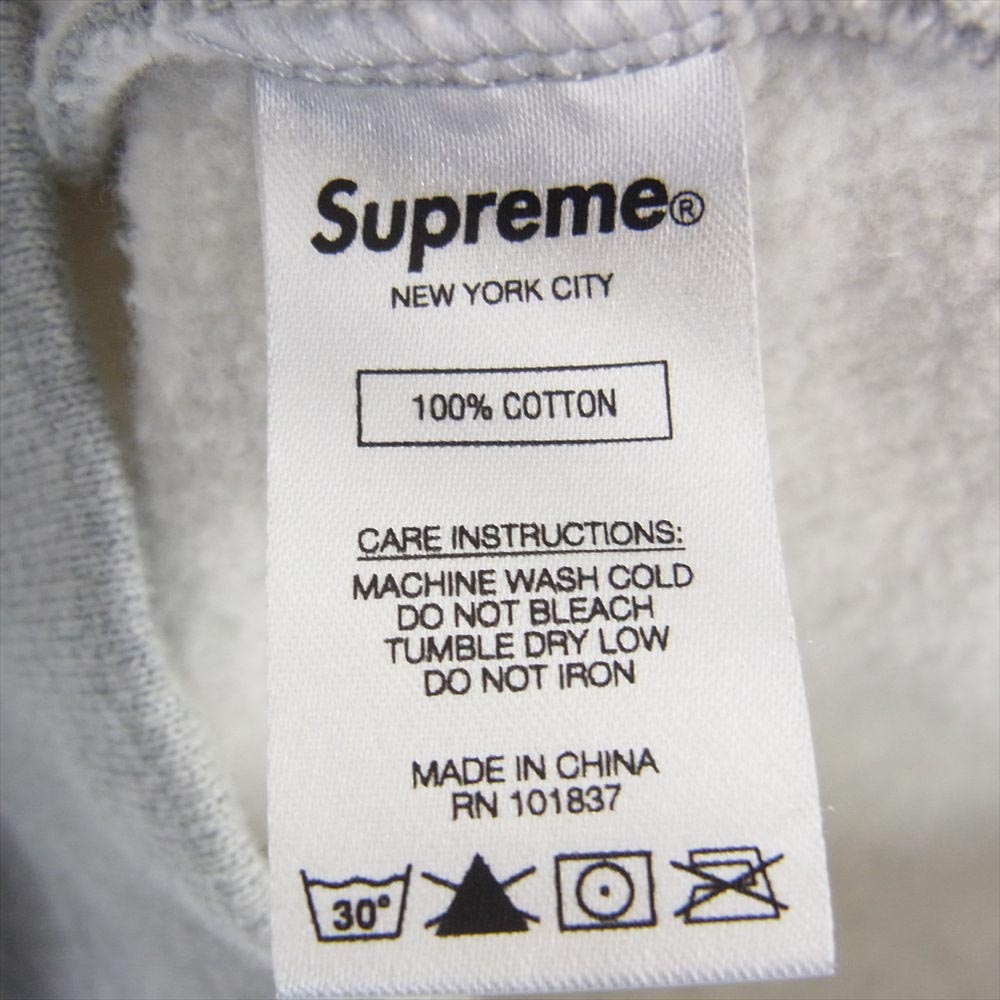 Supreme®
NEW YORK CITY
100% COTTON
CARE INSTRUCTIONS:
MACHINE WASH COLD
DO NOT BLEACH
TUMBLE DRY LOW
DO NOT IRON
MADE IN CHINA
RN 101837
30°